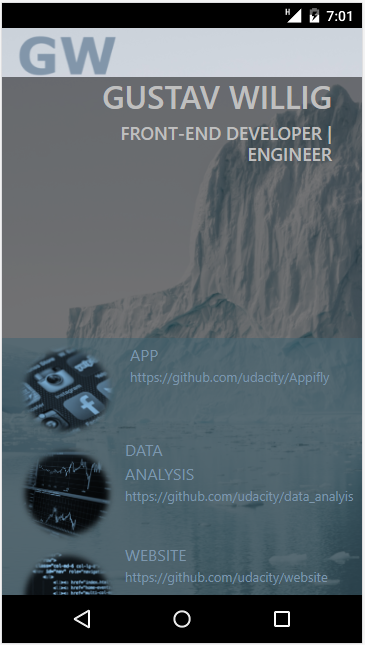 H 7:01
GW
GUSTAV WILLIG
FRONT-END DEVELOPER |
ENGINEER
APP
https://github.com/udacity/Appifly
DATA
ANALYSIS
https://github.com/udacity/data_analyis
WEBSITE
https://github.com/udacity/website